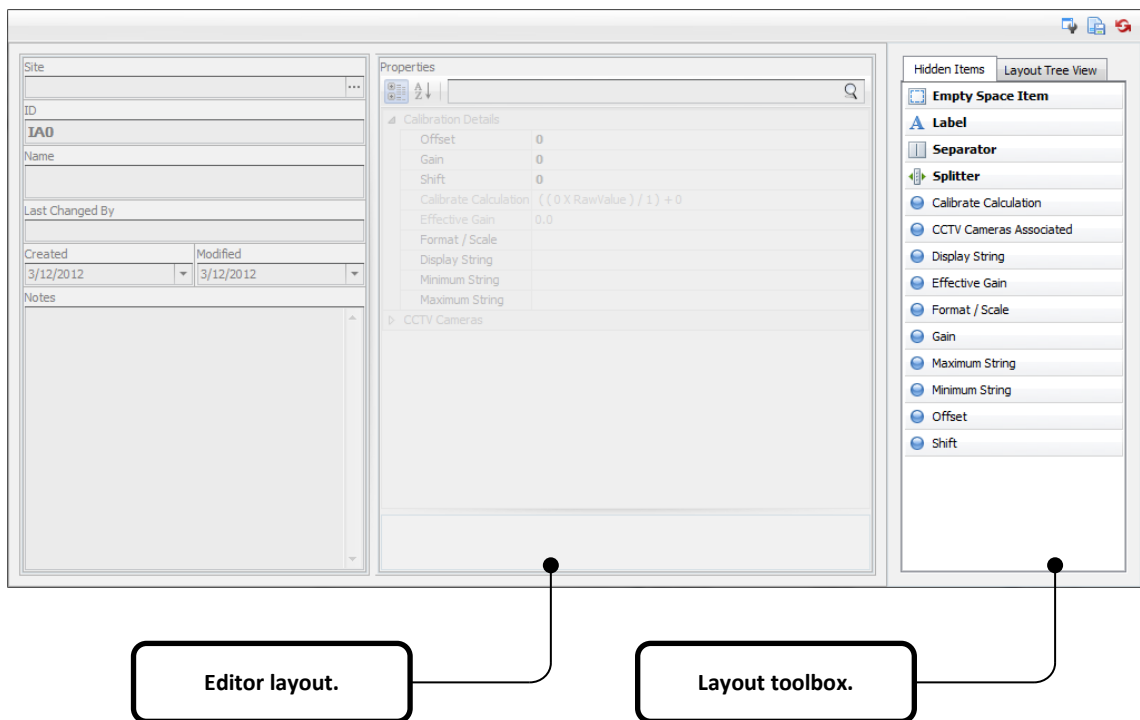 Site
...
ID
IA0
Name
Last Changed By
Created Modified
3/12/2012 3/12/2012
Notes
Properties
Calibration Details
Offset 0
Gain 0
Shift 0
Calibrate Calculation ( ( 0 X RawValue ) / 1 ) + 0
Effective Gain 0.0
Format / Scale
Display String
Minimum String
Maximum String
CCTV Cameras
Hidden Items Layout Tree View
Empty Space Item
A Label
Separator
Splitter
Calibrate Calculation
CCTV Cameras Associated
Display String
Effective Gain
Format / Scale
Gain
Maximum String
Minimum String
Offset
Shift
Editor layout.
Layout toolbox.